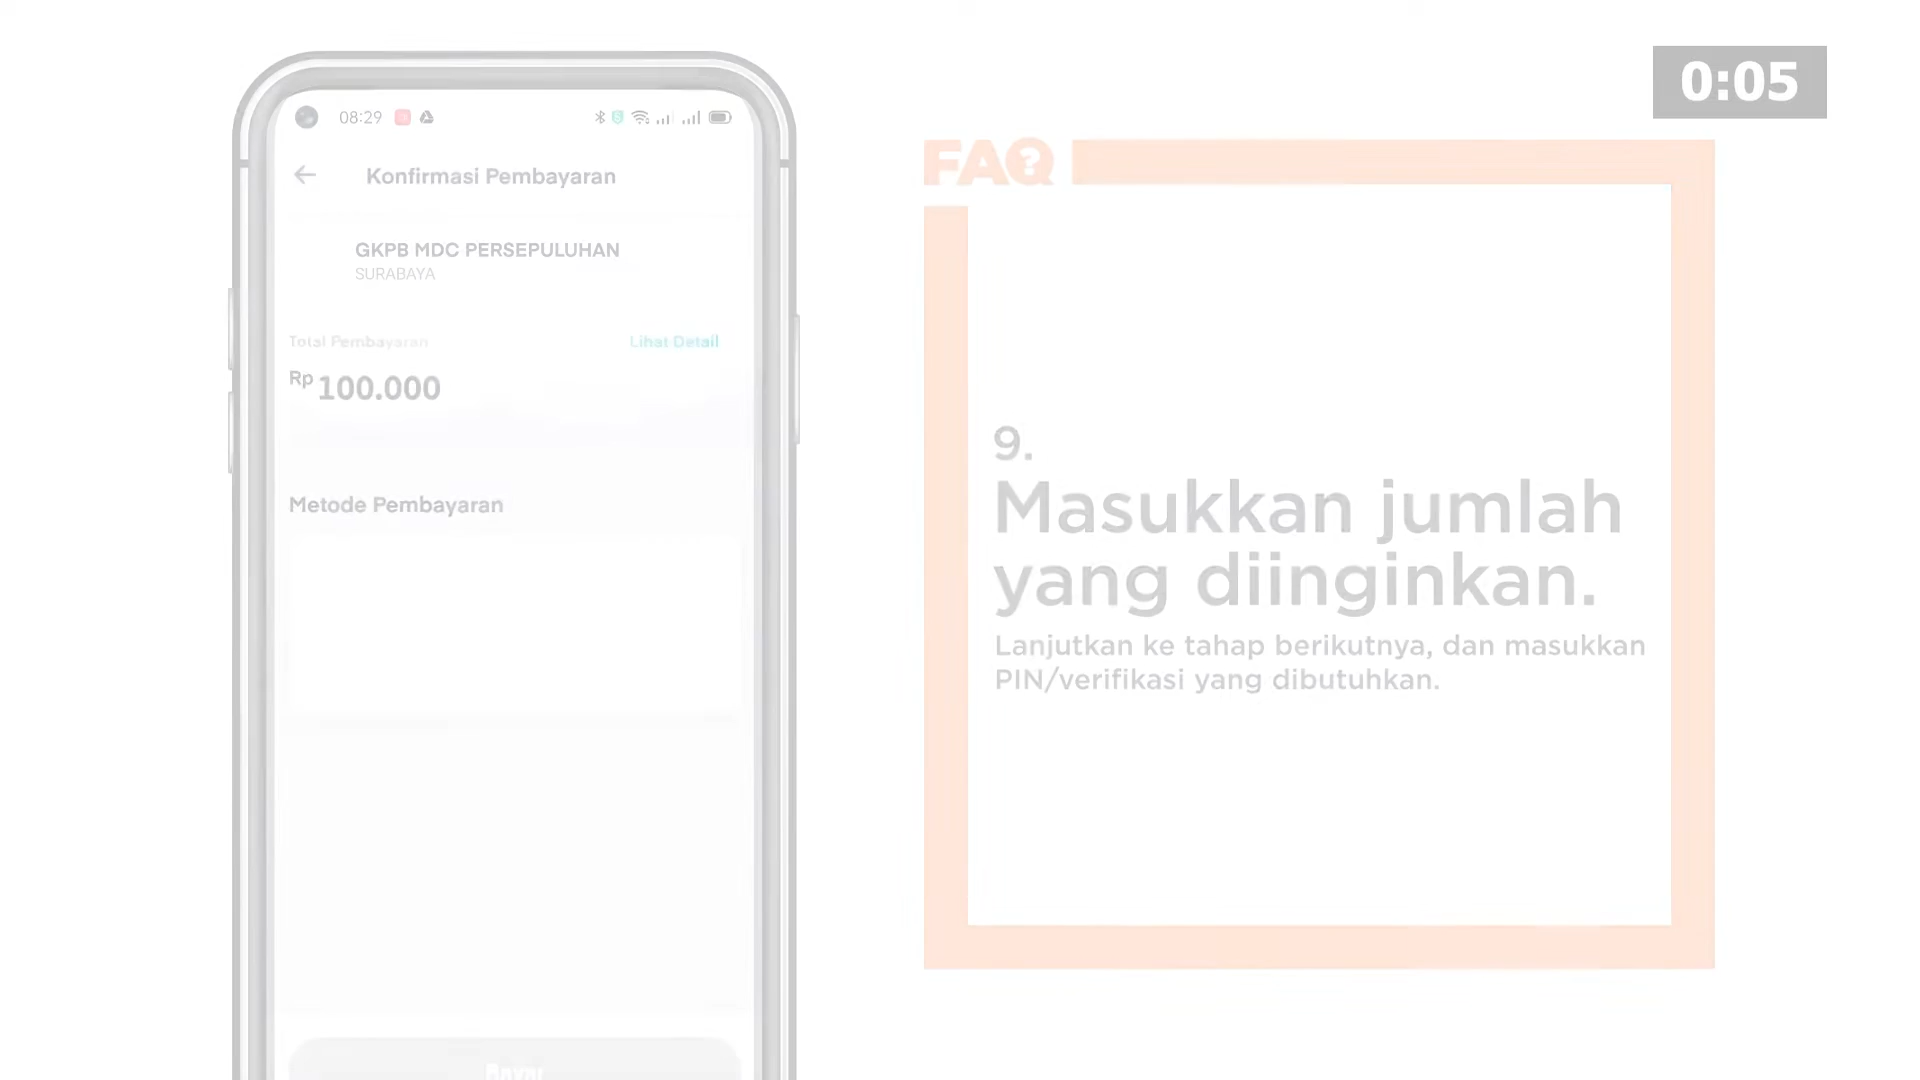 0:05
08:29
Konfirmasi Pembayaran
GKPB MDC PERSEPULUHAN
SURABAYA
Total Pembayaran
Lihat Detail
Rp 100.000
Metode Pembayaran
Bayar
FAQ?
9.
Masukkan jumlah
yang diinginkan.
Lanjutkan ke tahap berikutnya, dan masukkan
PIN/verifikasi yang dibutuhkan.